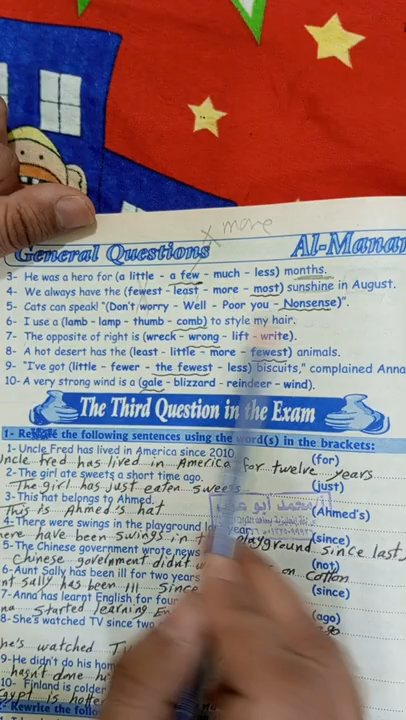 x more
General Questions Al-Manar
3- He was a hero for (a little - a few - much - less) months.
4- We always have the (fewest - least - more - most) sunshine in August.
5- Cats can speak! "(Don't worry - Well - Poor you - Nonsense)".
6- I use a (lamb - lamp - thumb - comb) to style my hair.
7- The opposite of right is (wreck - wrong - lift - write).
8- A hot desert has the (least - little - more - fewest) animals.
9- "I've got (little - fewer - the fewest - less) biscuits," complained Anna
10- A very strong wind is a (gale - blizzard - reindeer - wind).
The Third Question in the Exam
1- Rewrite the following sentences using the word(s) in the brackets:
1- Uncle Fred has lived in America since 2010 (for)
Uncle Fred has lived in America for twelve years
2- The girl ate sweets a short time ago. (just)
The girl has just eaten sweets
3- This hat belongs to Ahmed. (Ahmed's)
This is Ahmed's hat
4- There were swings in the playground last year. (since)
here have been swings in playground since last
5- The Chinese government wrote news (not)
Chinese government didn't on Cotton
6- Aunt Sally has been ill for two years (since)
nt Sally has been ill since
7- Anna has learnt English for four (ago)
na started learning En ago
8- She's watched TV since two
he's watched TV
9- He didn't do his hom
hasn't done h
10- Finland is colder
gypt is hotter
- Rewrite the follow